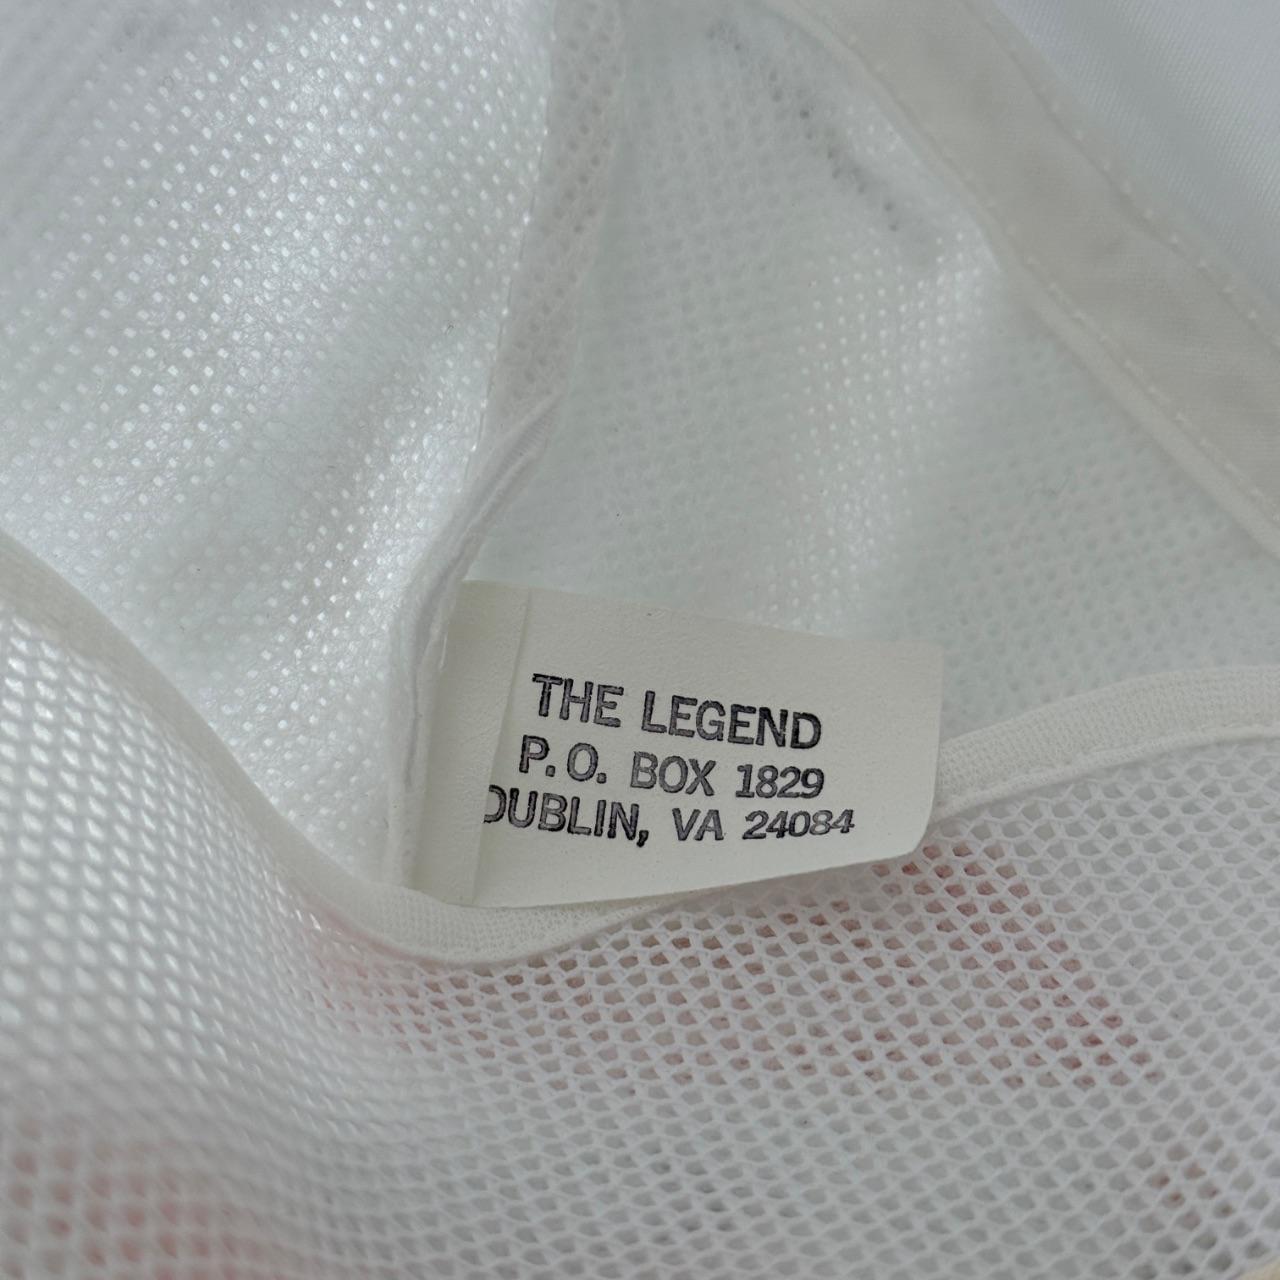 THE LEGEND
P.O. BOX 1829
DUBLIN, VA 24084